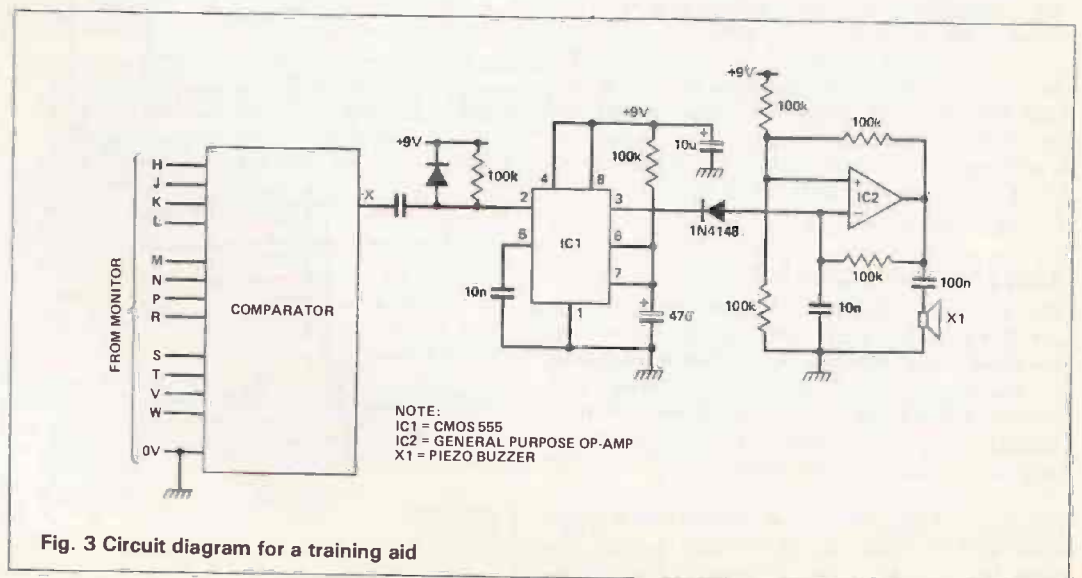 +9V
100k
+9V
100k
+9V
100k
10u
100k
H
J
K
L
M
N
P
R
S
T
V
W
0V
FROM MONITOR
COMPARATOR
X
2
4
8
3
5
6
7
1
IC1
10n
1N4148
+
IC2
−
100k
100k
10n
100n
X1
+
NOTE:
IC1 = CMOS 555
IC2 = GENERAL PURPOSE OP-AMP
X1 = PIEZO BUZZER
Fig. 3 Circuit diagram for a training aid